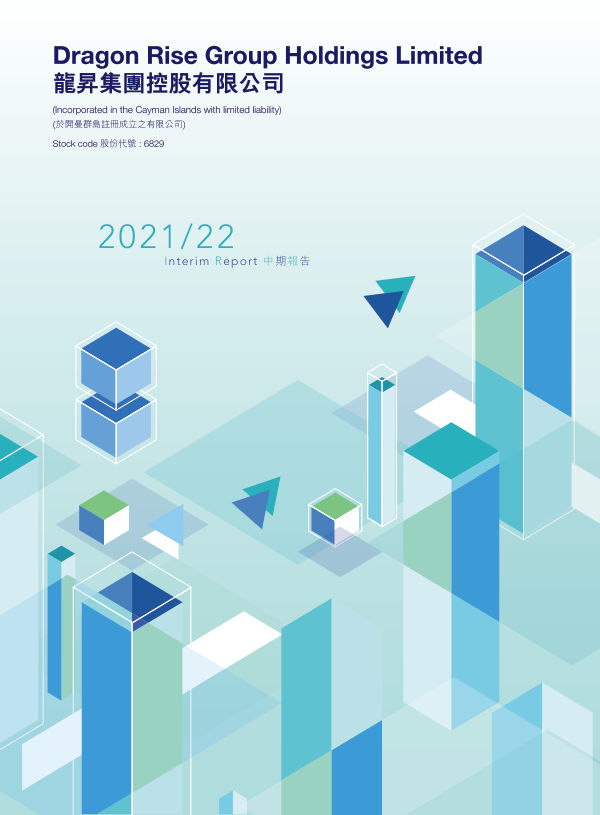 Dragon Rise Group Holdings Limited
龍昇集團控股有限公司
(Incorporated in the Cayman Islands with limited liability)
(於開曼群島註冊成立之有限公司)
Stock code 股份代號 : 6829
2021/22
Interim Report 中期報告